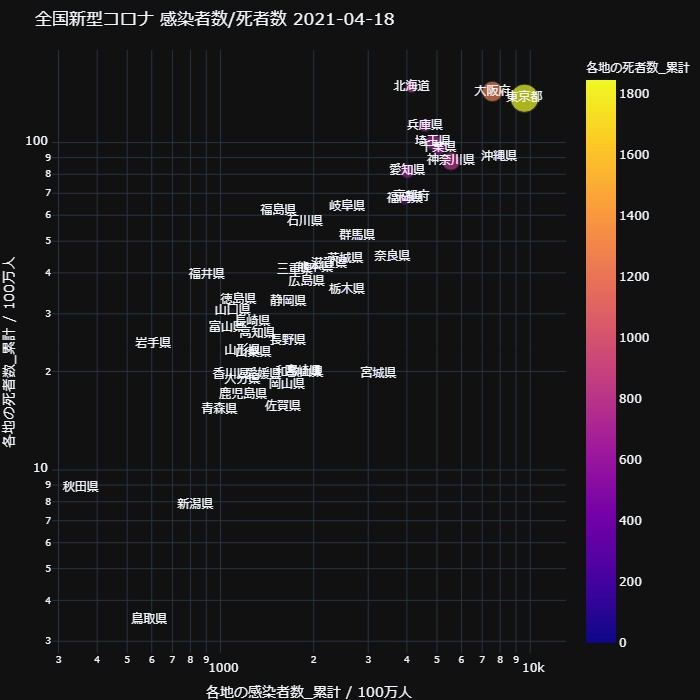 全国新型コロナ 感染者数/死者数 2021-04-18
各地の死者数_累計
北海道
大阪府
東京都
兵庫県
埼玉県
千葉県
神奈川県
沖縄県
愛知県
京都府
福岡県
福島県
岐阜県
石川県
群馬県
奈良県
茨城県
滋賀県
三重県
熊本県
福井県
広島県
栃木県
徳島県
静岡県
山口県
長崎県
富山県
高知県
長野県
岩手県
山形県
香川県
愛媛県
宮城県
大分県
岡山県
鹿児島県
青森県
佐賀県
秋田県
新潟県
鳥取県
100
9
8
7
6
5
4
3
2
10
9
8
7
6
5
4
3
3
4
5
6
7
8
9
1000
2
3
4
5
6
7
8
9
10k
1800
1600
1400
1200
1000
800
600
400
200
0
各地の死者数_累計 / 100万人
各地の感染者数_累計 / 100万人